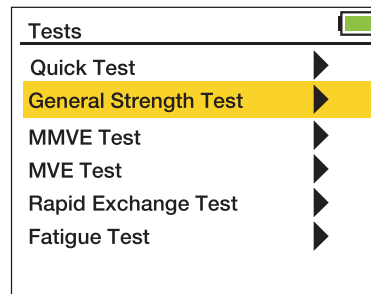 Tests
Quick Test
General Strength Test
MMVE Test
MVE Test
Rapid Exchange Test
Fatigue Test